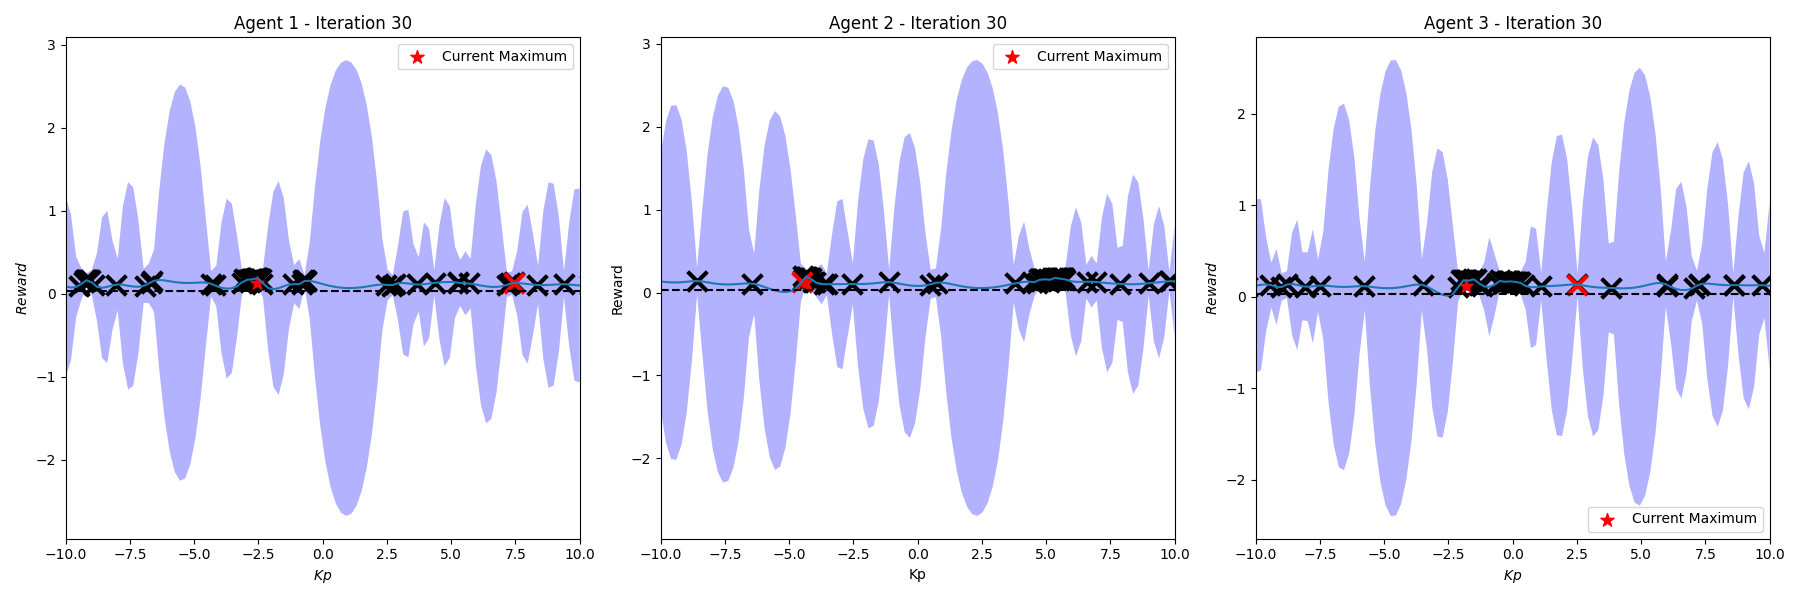 Agent 1 - Iteration 30
Current Maximum
Reward
3
2
1
0
−1
−2
−10.0 −7.5 −5.0 −2.5 0.0 2.5 5.0 7.5 10.0
Kp
Agent 2 - Iteration 30
Current Maximum
Reward
3
2
1
0
−1
−2
−10.0 −7.5 −5.0 −2.5 0.0 2.5 5.0 7.5 10.0
Kp
Agent 3 - Iteration 30
Reward
2
1
0
−1
−2
Current Maximum
−10.0 −7.5 −5.0 −2.5 0.0 2.5 5.0 7.5 10.0
Kp